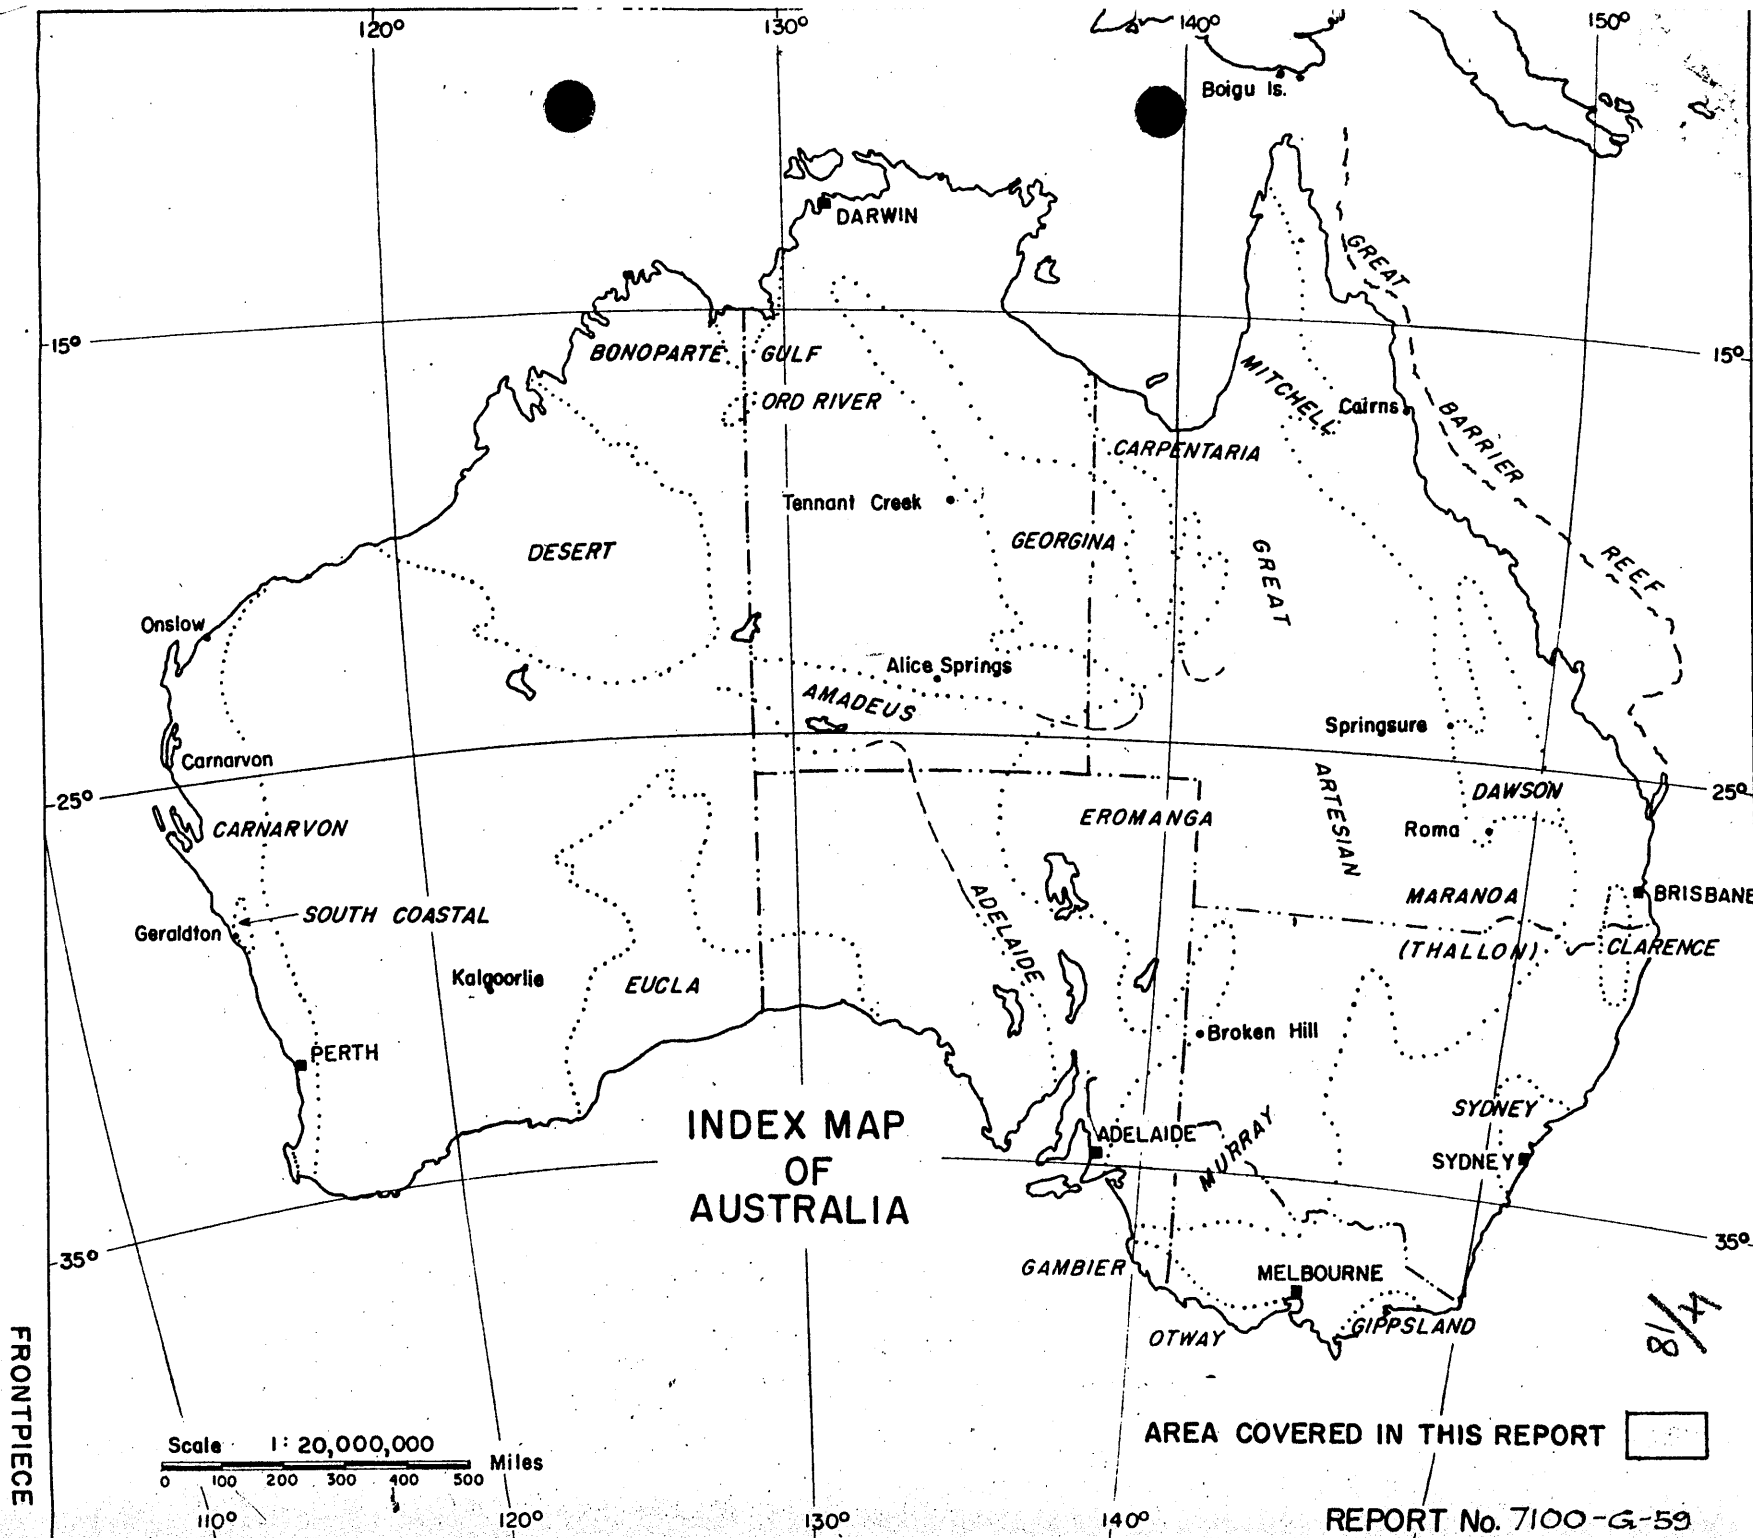 120°
130°
140°
150°
Boigu Is.
DARWIN
GREAT
15°
BONOPARTE GULF
15°
MITCHELL
ORD RIVER
Cairns
BARRIER
CARPENTARIA
Tennant Creek
DESERT
GEORGINA
GREAT
REEF
Onslow
Alice Springs
AMADEUS
Springsure
Carnarvon
ARTESIAN
25°
DAWSON
25°
CARNARVON
EROMANGA
Roma
ADELAIDE
MARANOA
BRISBANE
SOUTH COASTAL
Geraldton
(THALLON)
CLARENCE
Kalgoorlie
EUCLA
Broken Hill
PERTH
INDEX MAP
OF
AUSTRALIA
SYDNEY
ADELAIDE
MURRAY
SYDNEY
35°
35°
GAMBIER
MELBOURNE
OTWAY
GIPPSLAND
FRONTPIECE
AREA COVERED IN THIS REPORT
Scale 1:20,000,000
Miles
0 100 200 300 400 500
110°
120°
130°
140°
REPORT No. 7100-G-59